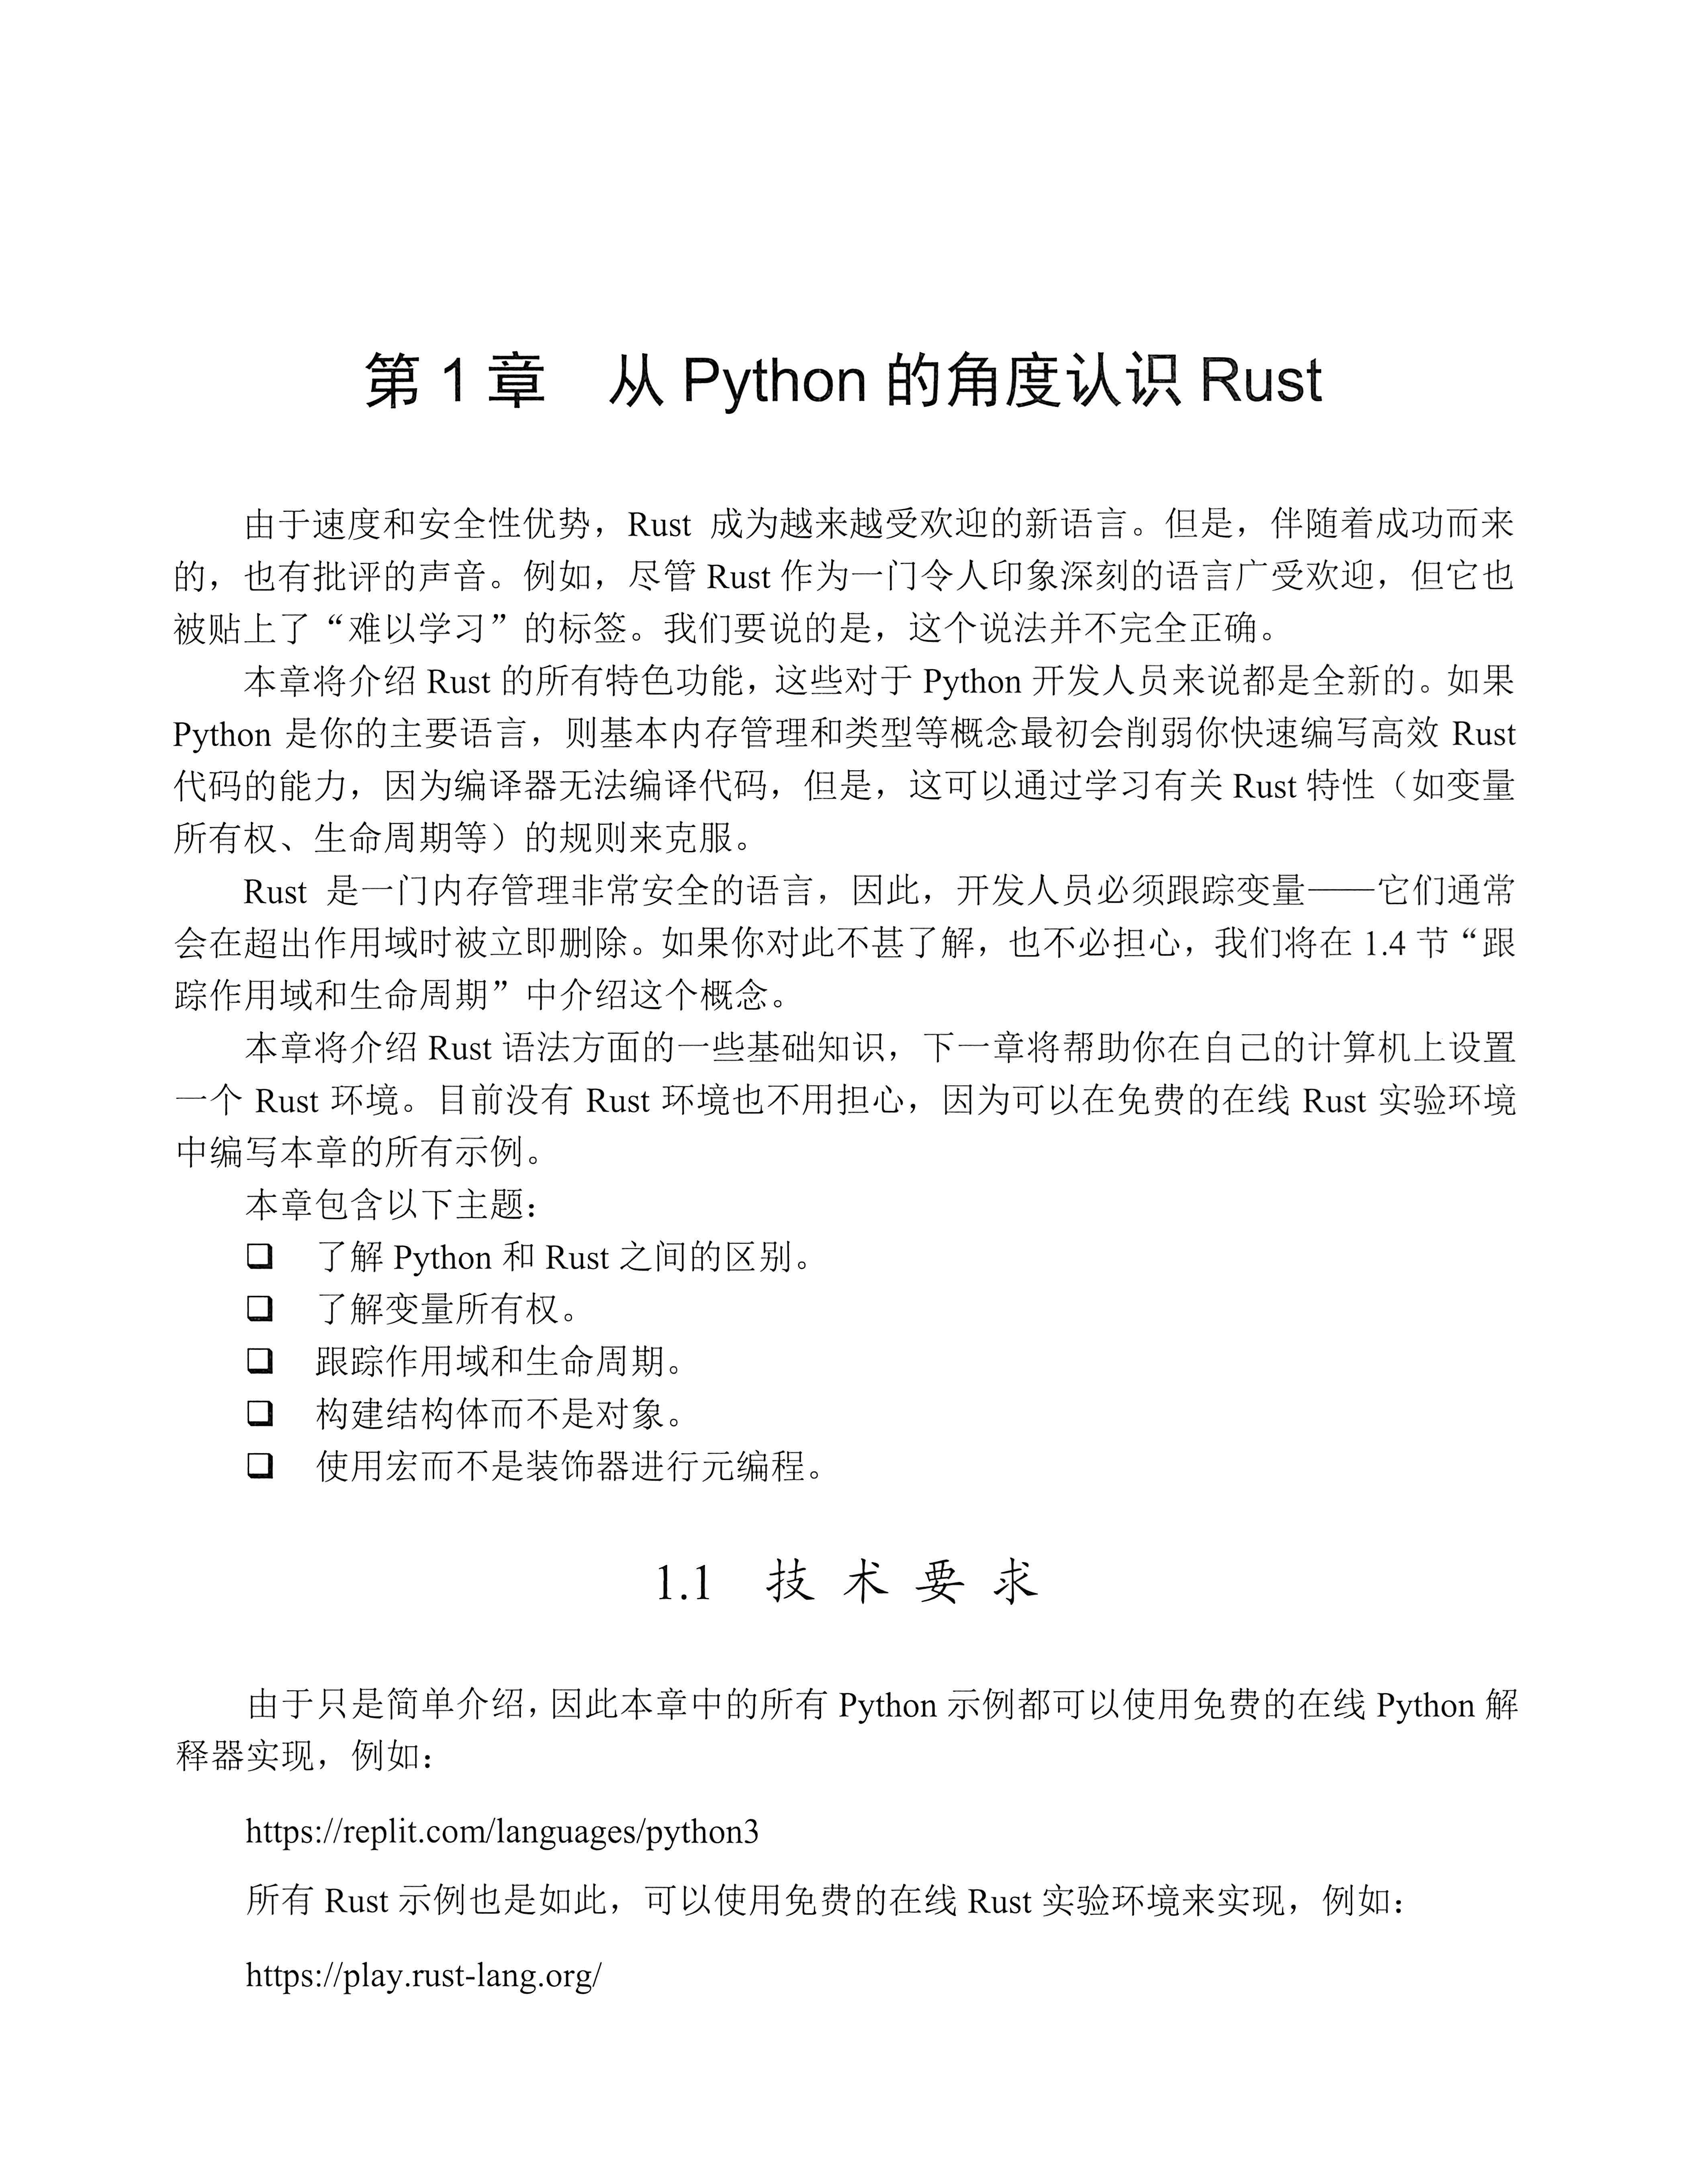 第 1 章　从 Python 的角度认识 Rust
由于速度和安全性优势，Rust 成为越来越受欢迎的新语言。但是，伴随着成功而来
的，也有批评的声音。例如，尽管 Rust 作为一门令人印象深刻的语言广受欢迎，但它也
被贴上了“难以学习”的标签。我们要说的是，这个说法并不完全正确。
本章将介绍 Rust 的所有特色功能，这些对于 Python 开发人员来说都是全新的。如果
Python 是你的主要语言，则基本内存管理和类型等概念最初会削弱你快速编写高效 Rust
代码的能力，因为编译器无法编译代码，但是，这可以通过学习有关 Rust 特性（如变量
所有权、生命周期等）的规则来克服。
Rust 是一门内存管理非常安全的语言，因此，开发人员必须跟踪变量——它们通常
会在超出作用域时被立即删除。如果你对此不甚了解，也不必担心，我们将在 1.4 节“跟
踪作用域和生命周期”中介绍这个概念。
本章将介绍 Rust 语法方面的一些基础知识，下一章将帮助你在自己的计算机上设置
一个 Rust 环境。目前没有 Rust 环境也不用担心，因为可以在免费的在线 Rust 实验环境
中编写本章的所有示例。
本章包含以下主题：
❑ 了解 Python 和 Rust 之间的区别。
❑ 了解变量所有权。
❑ 跟踪作用域和生命周期。
❑ 构建结构体而不是对象。
❑ 使用宏而不是装饰器进行元编程。
1.1　技 术 要 求
由于只是简单介绍，因此本章中的所有 Python 示例都可以使用免费的在线 Python 解
释器实现，例如：
https://replit.com/languages/python3
所有 Rust 示例也是如此，可以使用免费的在线 Rust 实验环境来实现，例如：
https://play.rust-lang.org/